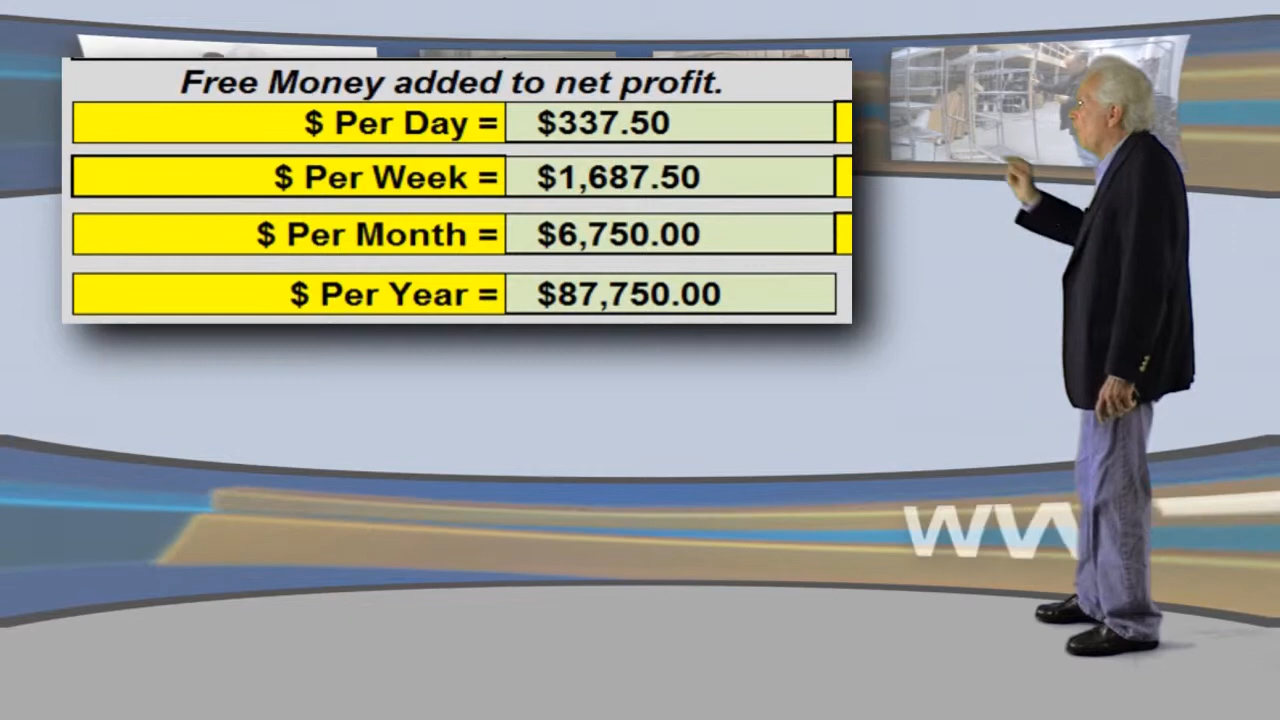 Free Money added to net profit.
$ Per Day = $337.50
$ Per Week = $1,687.50
$ Per Month = $6,750.00
$ Per Year = $87,750.00
WW